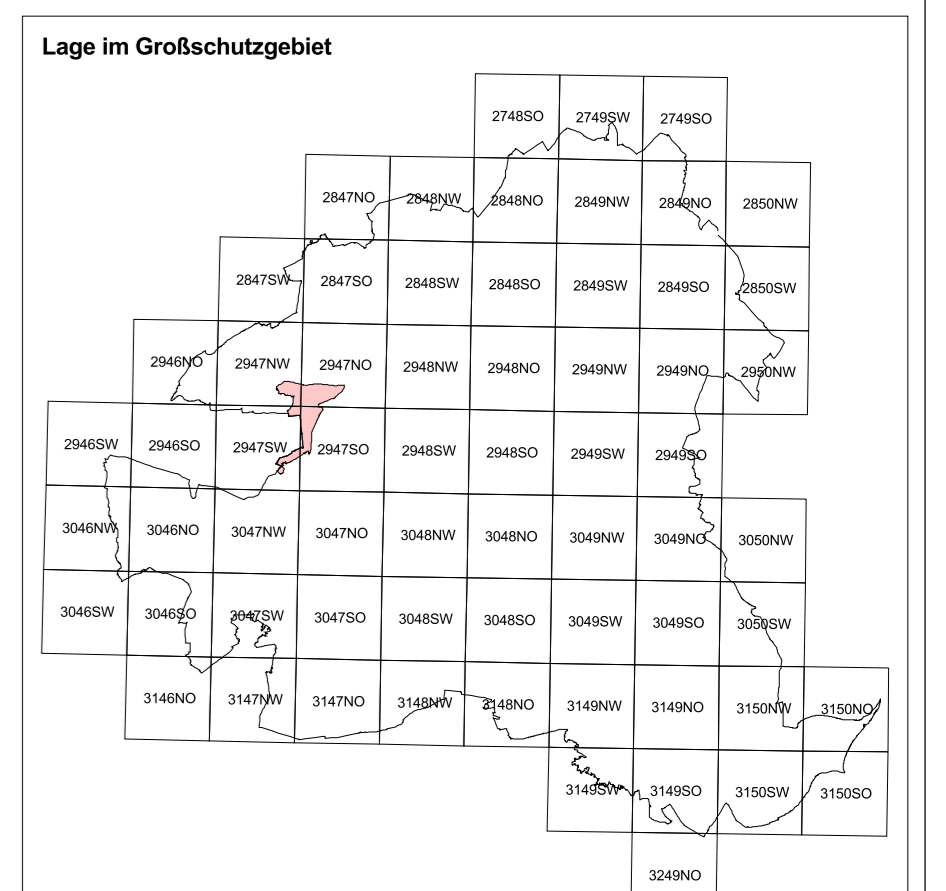 Lage im Großschutzgebiet
2748SO 2749SW 2749SO
2847NO 2848NW 2848NO 2849NW 2849NO 2850NW
2847SW 2847SO 2848SW 2848SO 2849SW 2849SO 2850SW
2946NO 2947NW 2947NO 2948NW 2948NO 2949NW 2949NO 2950NW
2946SW 2946SO 2947SW 2947SO 2948SW 2948SO 2949SW 2949SO
3046NW 3046NO 3047NW 3047NO 3048NW 3048NO 3049NW 3049NO 3050NW
3046SW 3046SO 3047SW 3047SO 3048SW 3048SO 3049SW 3049SO 3050SW
3146NO 3147NW 3147NO 3148NW 3148NO 3149NW 3149NO 3150NW 3150NO
3149SW 3149SO 3150SW 3150SO
3249NO